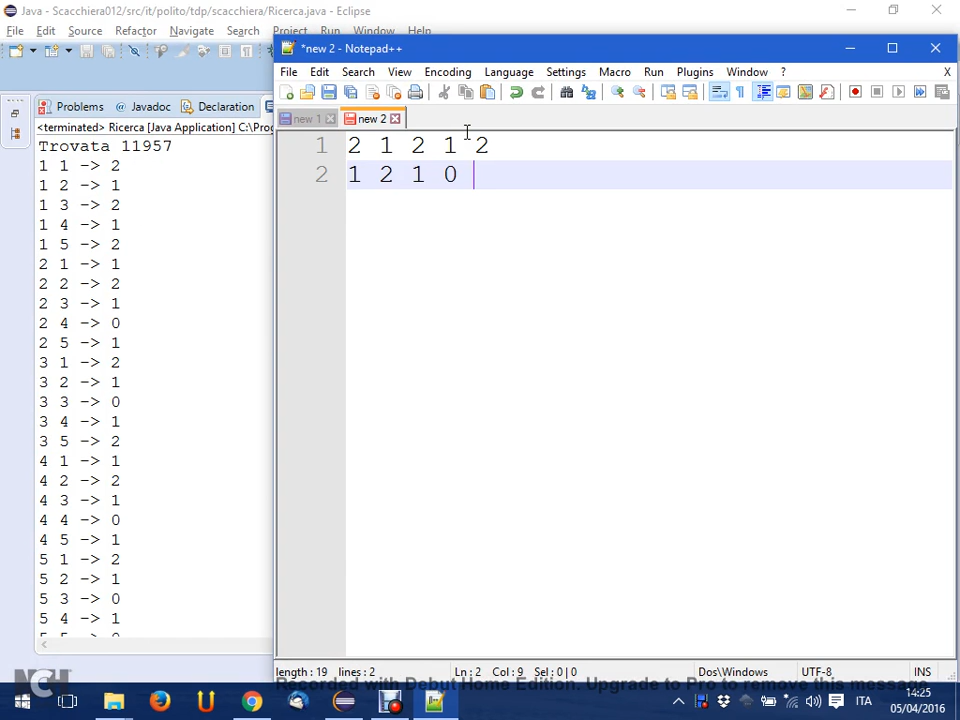 Java - Scacchiera012/src/it/polito/tdp/scacchiera/Ricerca.java - Eclipse
File Edit Source Refactor Navigate Search Project Run Window Help
*new 2 - Notepad++
File Edit Search View Encoding Language Settings Macro Run Plugins Window ? X
Problems @ Javadoc Declaration
new 1 new 2
<terminated> Ricerca [Java Application] C:\Prog
Trovata 11957
1 1 -> 2
1 2 -> 1
1 3 -> 2
1 4 -> 1
1 5 -> 2
2 1 -> 1
2 2 -> 2
2 3 -> 1
2 4 -> 0
2 5 -> 1
3 1 -> 2
3 2 -> 1
3 3 -> 0
3 4 -> 1
3 5 -> 2
4 1 -> 1
4 2 -> 2
4 3 -> 1
4 4 -> 0
4 5 -> 1
5 1 -> 2
5 2 -> 1
5 3 -> 0
5 4 -> 1
1 2 1 2 1 2
2 1 2 1 0
length : 19 lines : 2 Ln : 2 Col : 9 Sel : 0 | 0 Dos\Windows UTF-8 INS
NCH
Recorded with Debut Home Edition. Upgrade to Pro to remove this message
ITA
14:25
05/04/2016